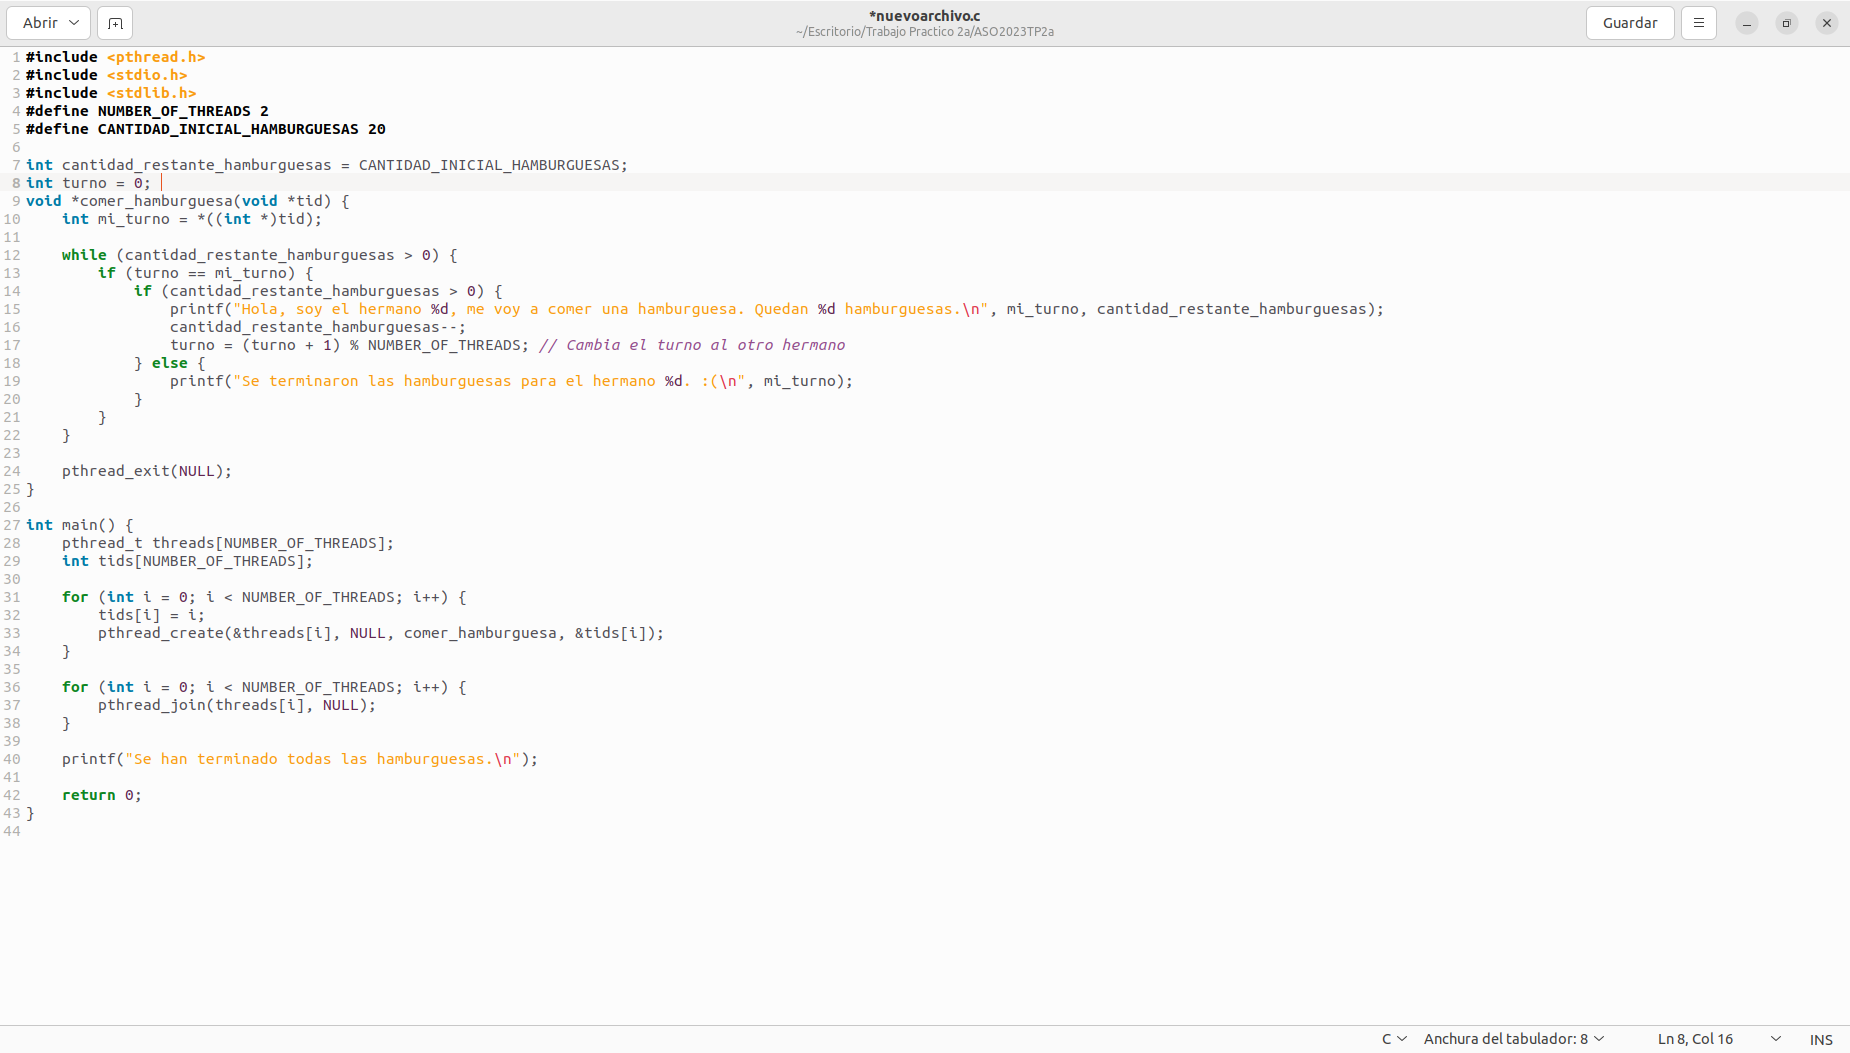 Abrir
*nuevoarchivo.c
~/Escritorio/Trabajo Practico 2a/ASO2023TP2a
Guardar
1 #include <pthread.h>
2 #include <stdio.h>
3 #include <stdlib.h>
4 #define NUMBER_OF_THREADS 2
5 #define CANTIDAD_INICIAL_HAMBURGUESAS 20
6
7 int cantidad_restante_hamburguesas = CANTIDAD_INICIAL_HAMBURGUESAS;
8 int turno = 0;
9 void *comer_hamburguesa(void *tid) {
10     int mi_turno = *((int *)tid);
11
12     while (cantidad_restante_hamburguesas > 0) {
13         if (turno == mi_turno) {
14             if (cantidad_restante_hamburguesas > 0) {
15                 printf("Hola, soy el hermano %d, me voy a comer una hamburguesa. Quedan %d hamburguesas.\n", mi_turno, cantidad_restante_hamburguesas);
16                 cantidad_restante_hamburguesas--;
17                 turno = (turno + 1) % NUMBER_OF_THREADS; // Cambia el turno al otro hermano
18             } else {
19                 printf("Se terminaron las hamburguesas para el hermano %d. :(\n", mi_turno);
20             }
21         }
22     }
23
24     pthread_exit(NULL);
25 }
26
27 int main() {
28     pthread_t threads[NUMBER_OF_THREADS];
29     int tids[NUMBER_OF_THREADS];
30
31     for (int i = 0; i < NUMBER_OF_THREADS; i++) {
32         tids[i] = i;
33         pthread_create(&threads[i], NULL, comer_hamburguesa, &tids[i]);
34     }
35
36     for (int i = 0; i < NUMBER_OF_THREADS; i++) {
37         pthread_join(threads[i], NULL);
38     }
39
40     printf("Se han terminado todas las hamburguesas.\n");
41
42     return 0;
43 }
44
C Anchura del tabulador: 8 Ln 8, Col 16 INS